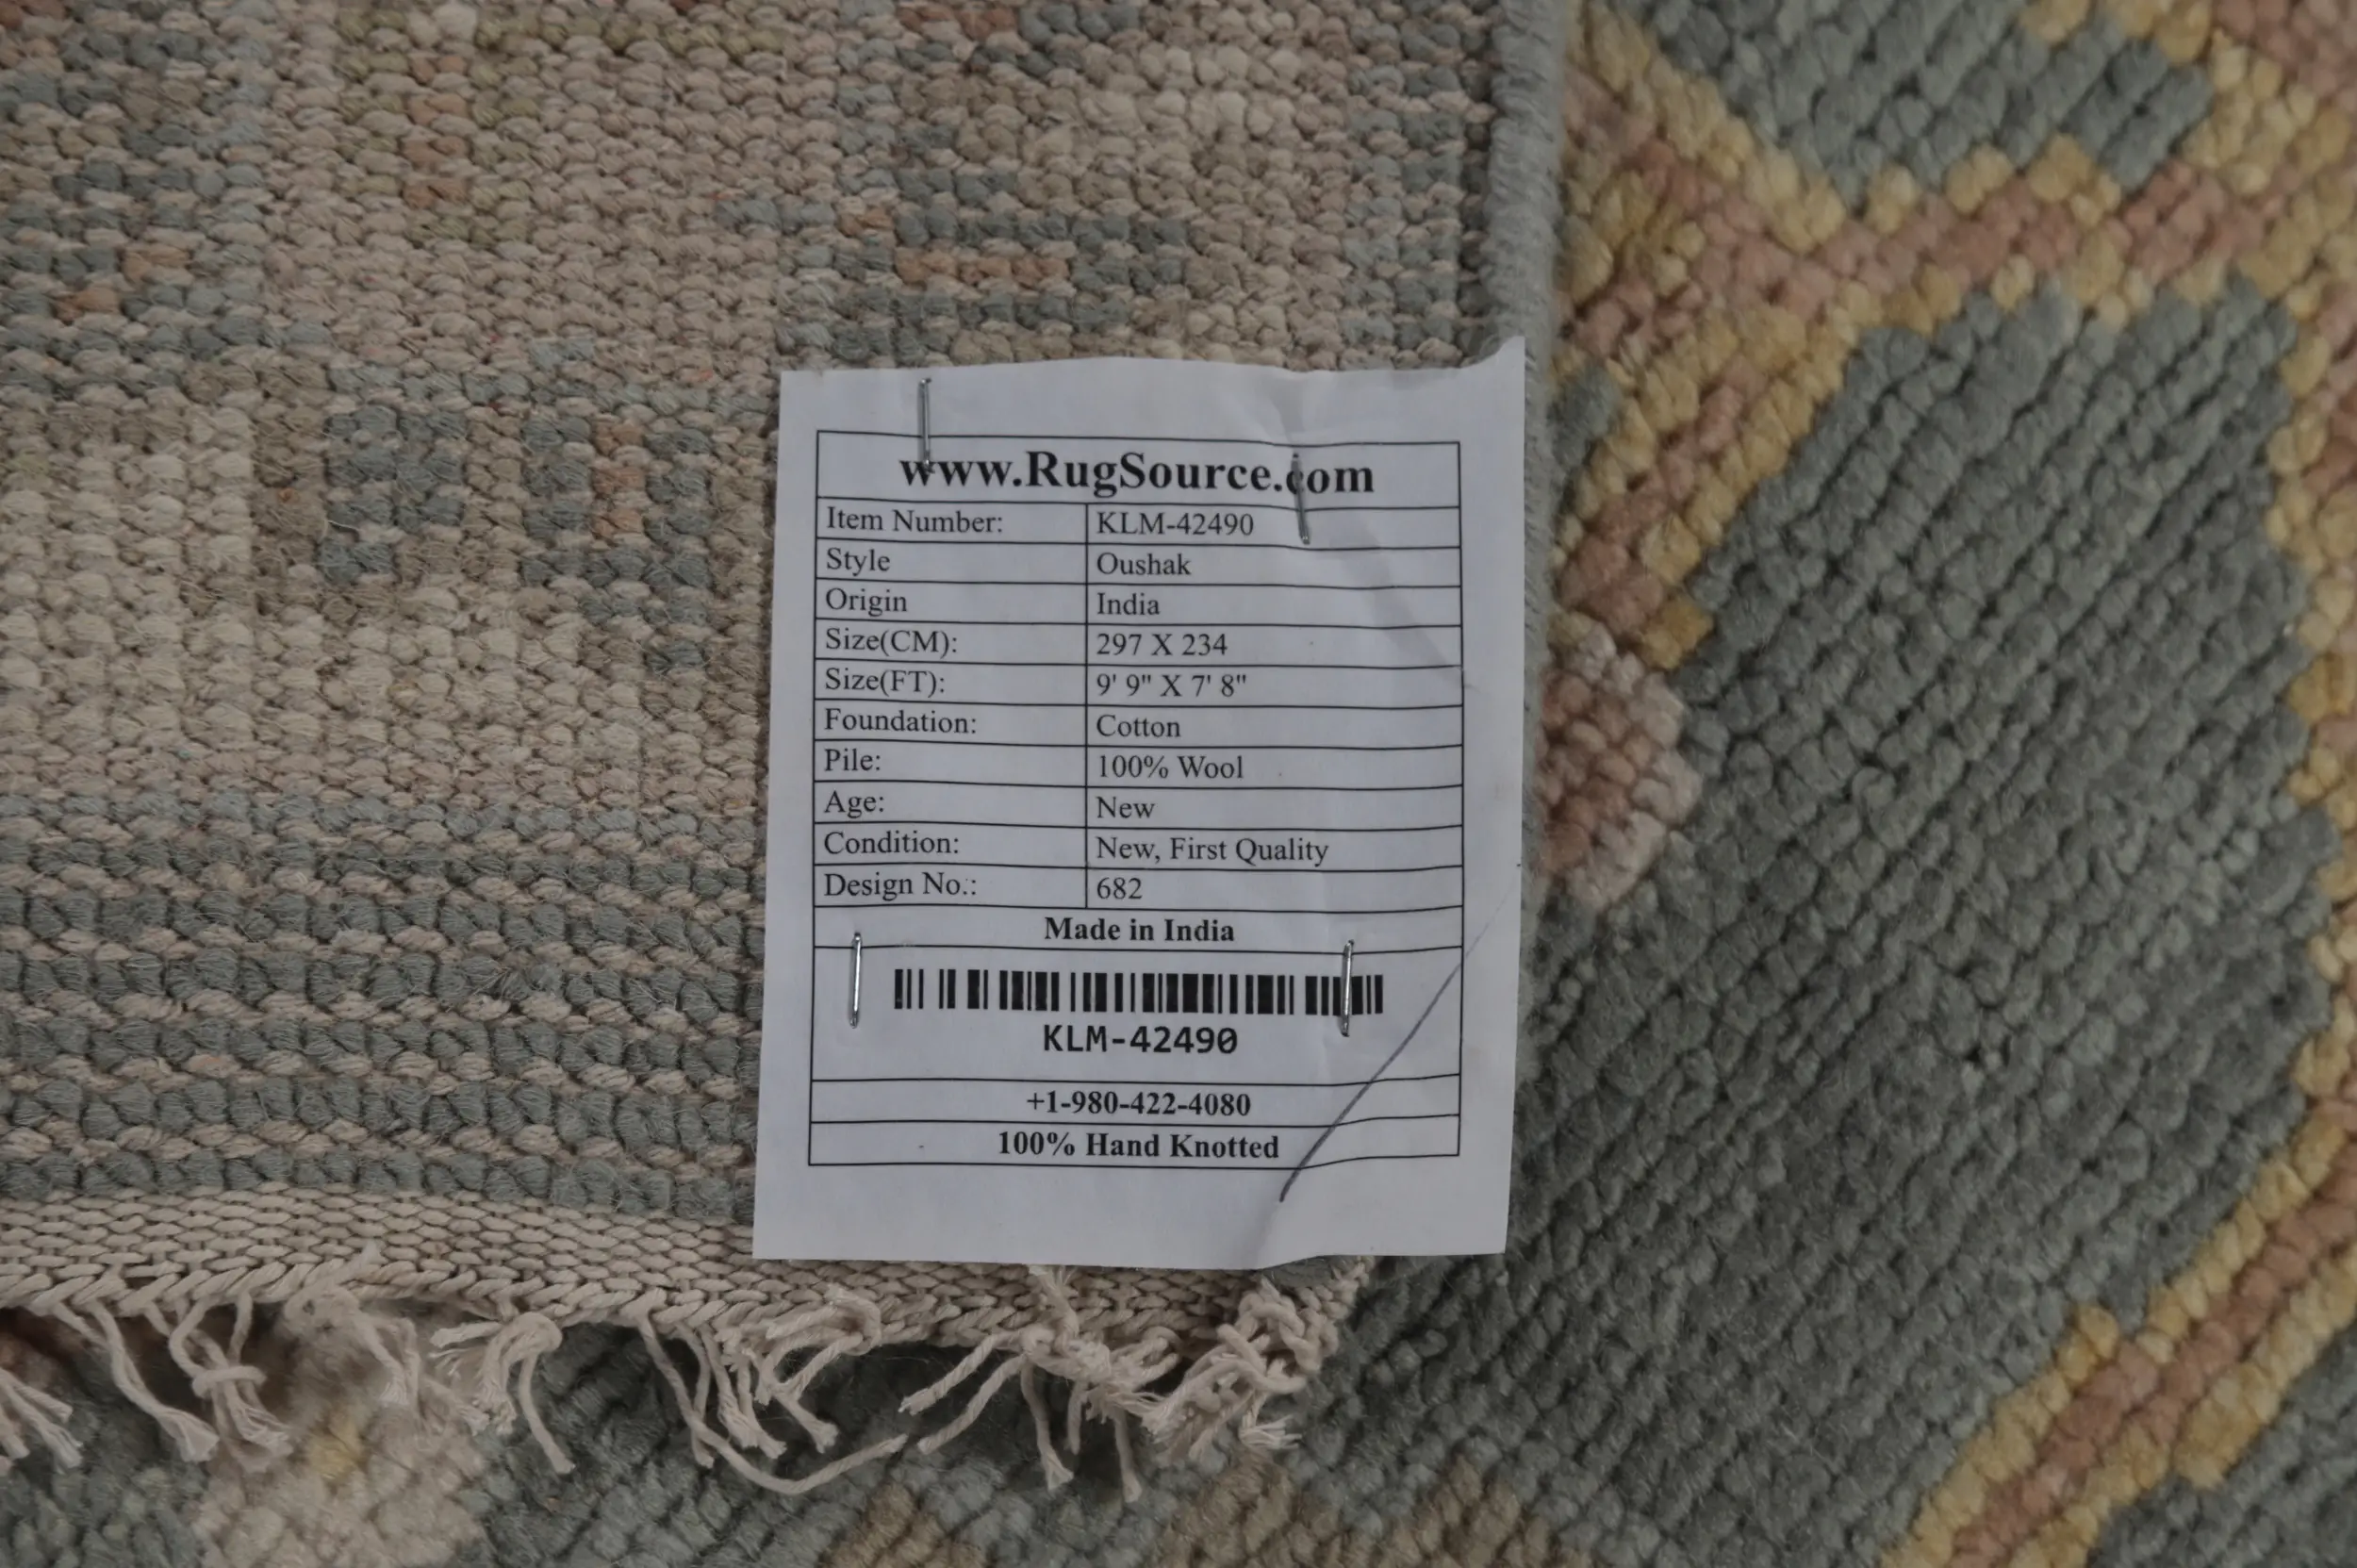 www.RugSource.com
Item Number: KLM-42490
Style Oushak
Origin India
Size(CM): 297 X 234
Size(FT): 9' 9" X 7' 8"
Foundation: Cotton
Pile: 100% Wool
Age: New
Condition: New, First Quality
Design No.: 682
Made in India
KLM-42490
+1-980-422-4080
100% Hand Knotted